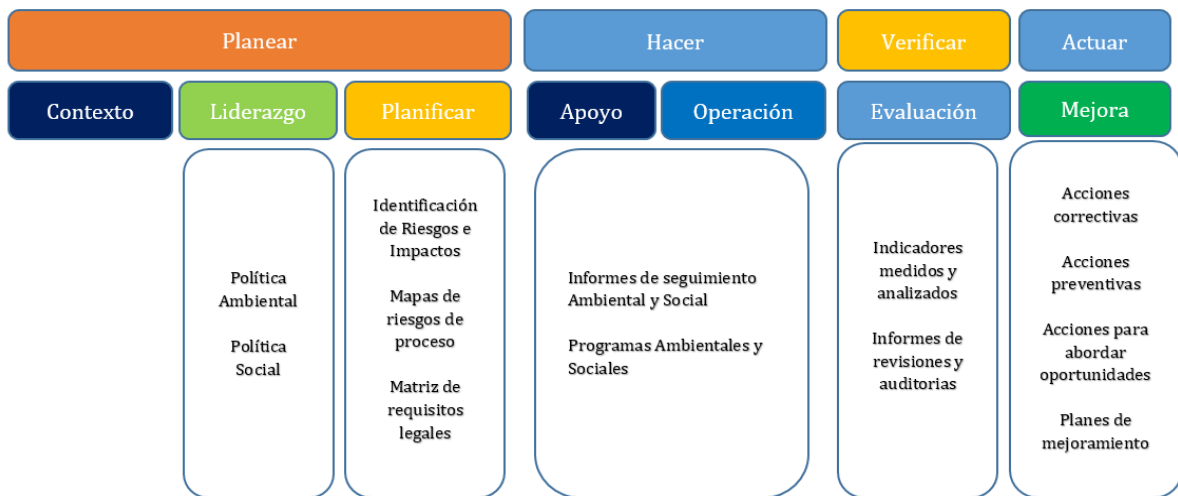 Planear
Hacer
Verificar
Actuar
Contexto
Liderazgo
Planificar
Apoyo
Operación
Evaluación
Mejora
Política
Ambiental
Política
Social
Identificación
de Riesgos e
Impactos
Mapas de
riesgos de
proceso
Matriz de
requisitos
legales
Informes de seguimiento
Ambiental y Social
Programas Ambientales y
Sociales
Indicadores
medidos y
analizados
Informes de
revisiones y
auditorias
Acciones
correctivas
Acciones
preventivas
Acciones para
abordar
oportunidades
Planes de
mejoramiento